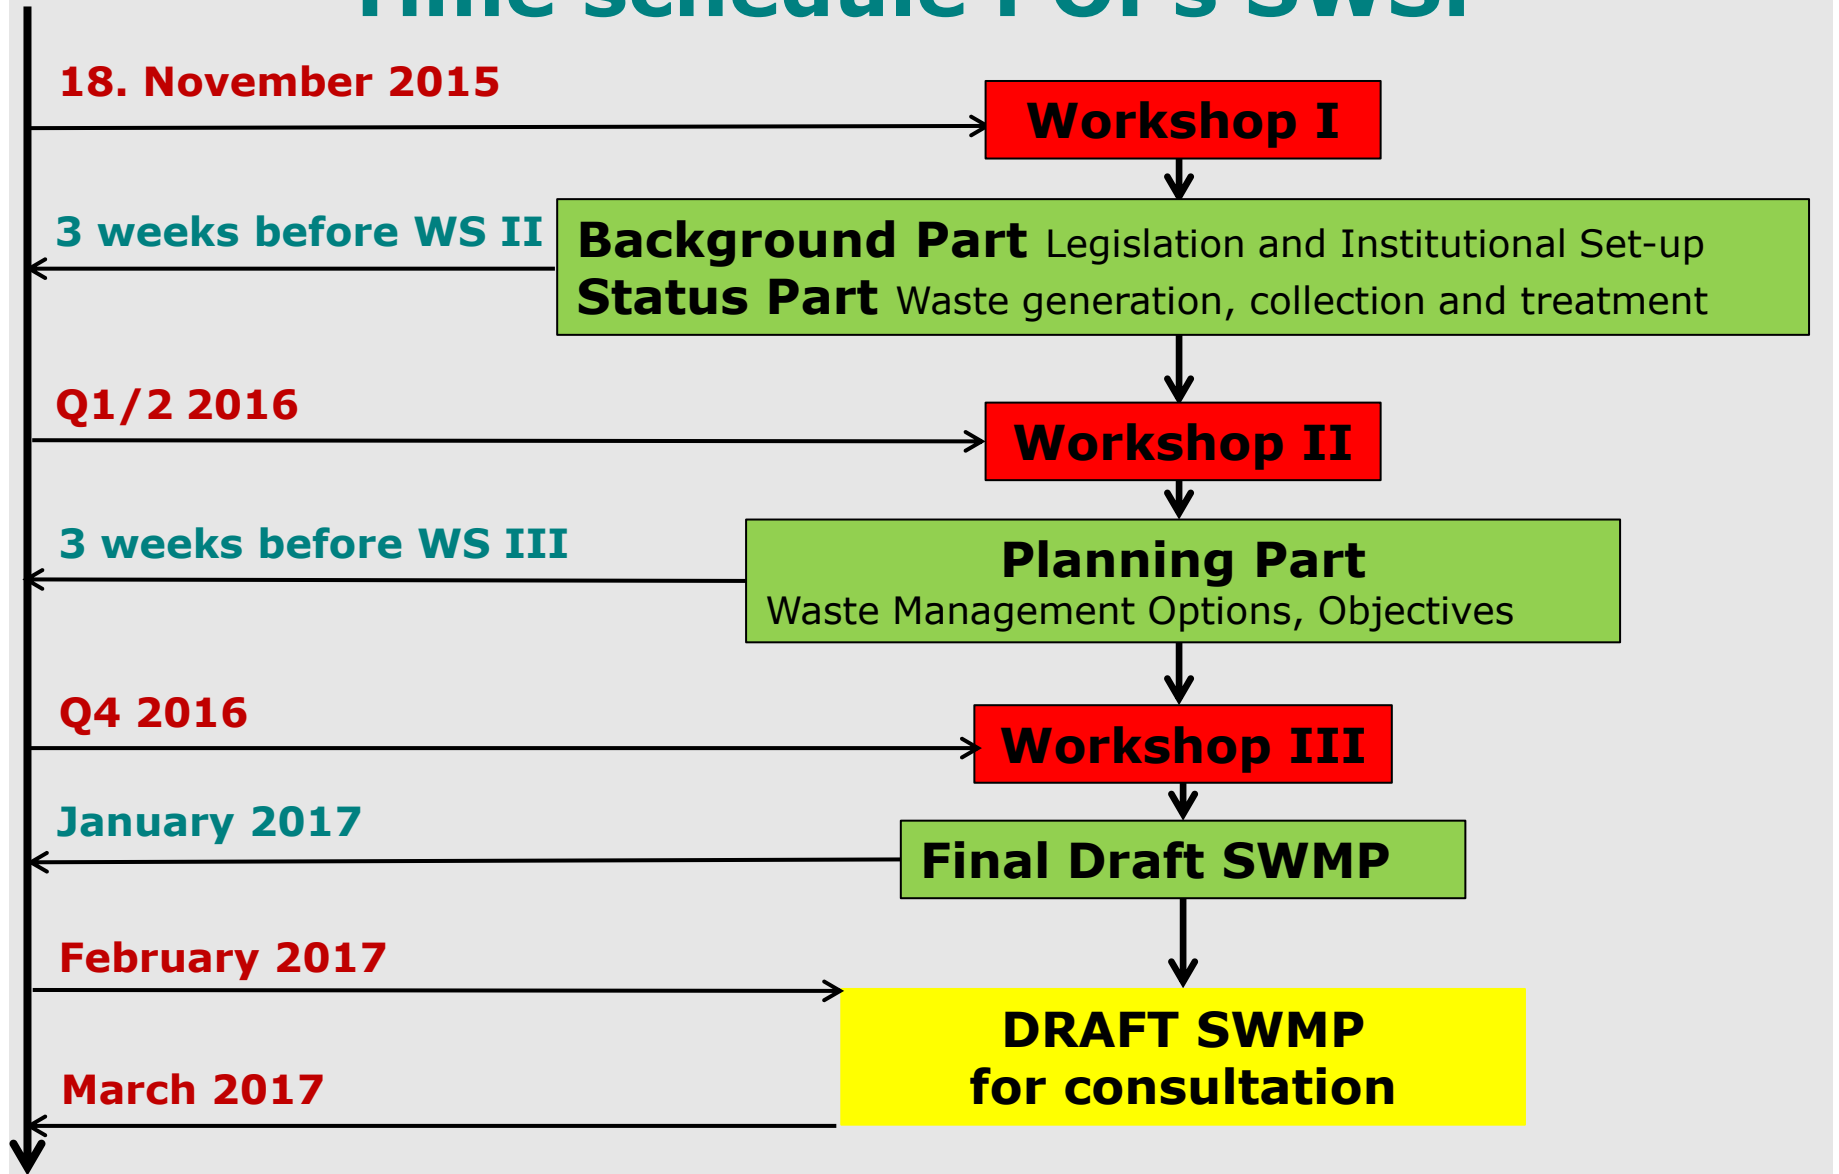 Time schedule
18. November 2015
Workshop I
3 weeks before WS II
Background Part Legislation and Institutional Set-up
Status Part Waste generation, collection and treatment
Q1/2 2016
Workshop II
3 weeks before WS III
Planning Part
Waste Management Options, Objectives
Q4 2016
Workshop III
January 2017
Final Draft SWMP
February 2017
DRAFT SWMP
for consultation
March 2017